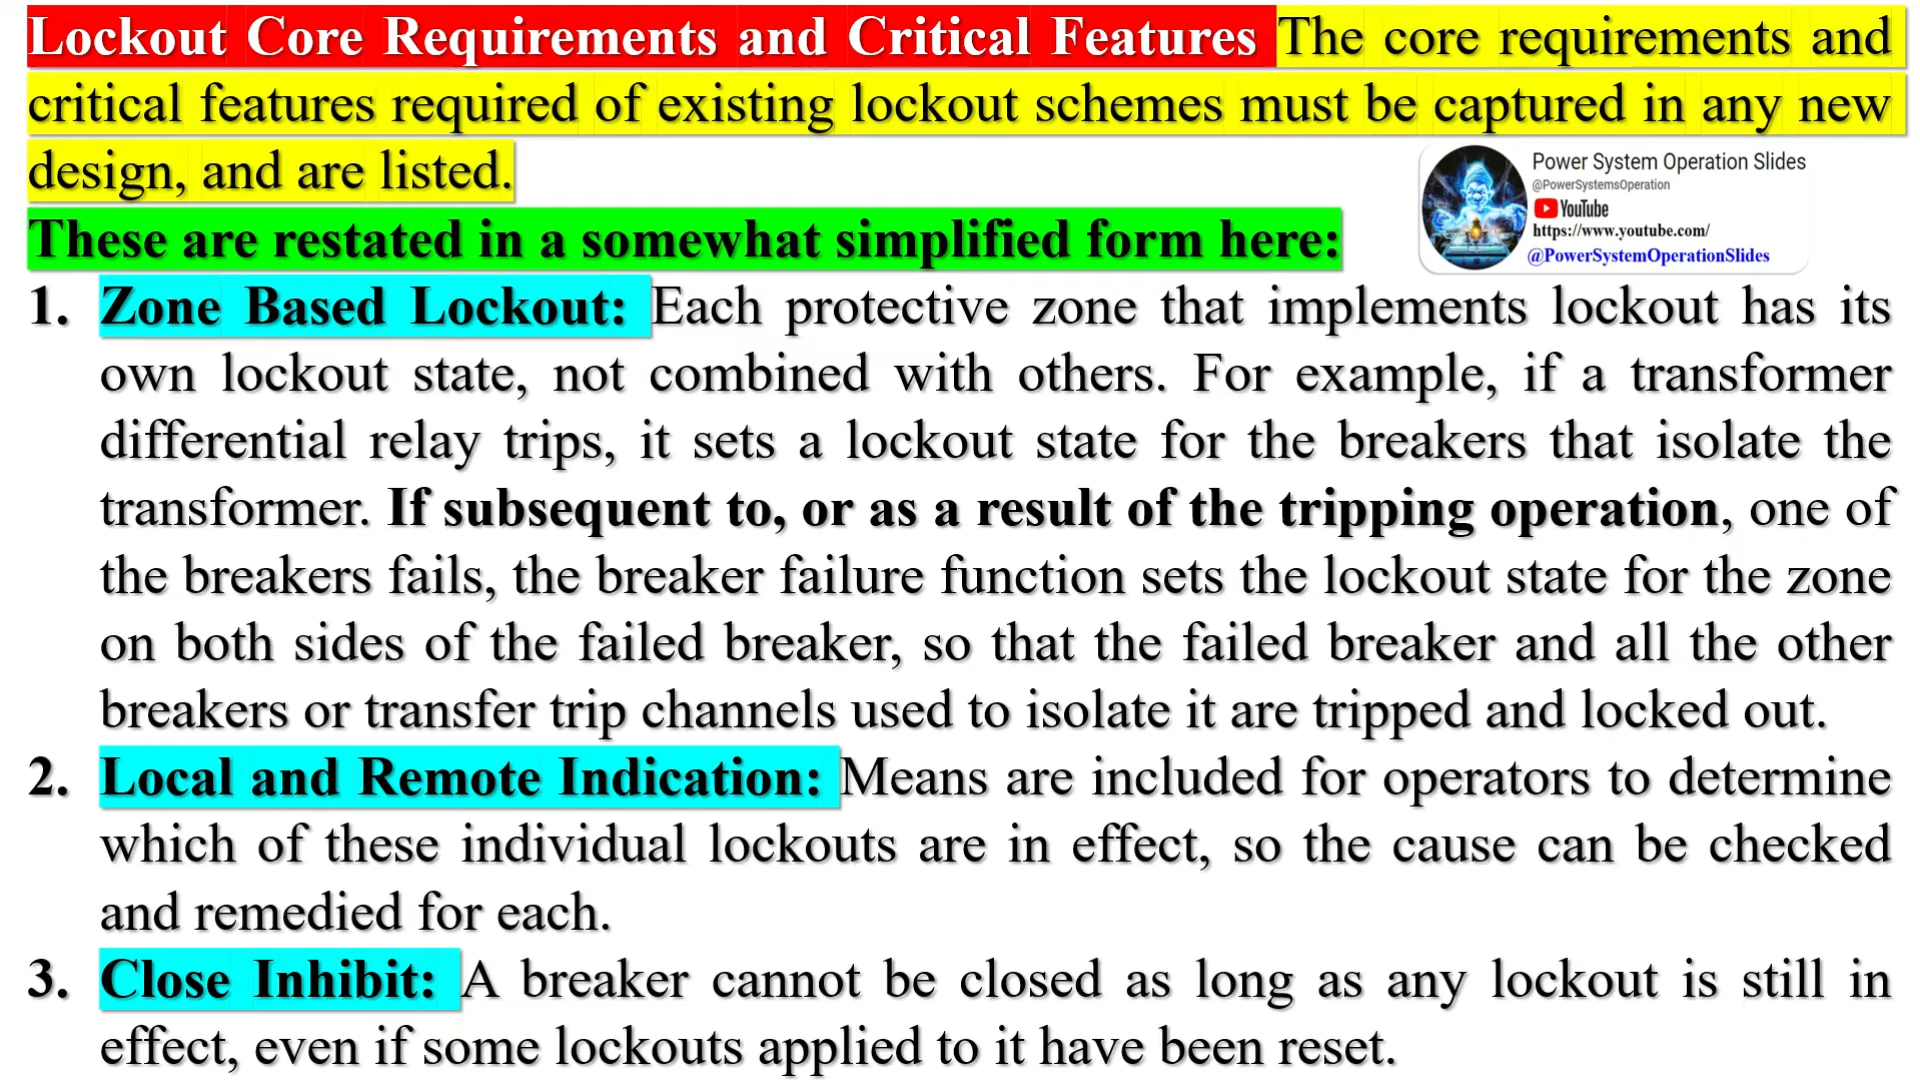 Lockout Core Requirements and Critical Features The core requirements and
critical features required of existing lockout schemes must be captured in any new
design, and are listed.
Power System Operation Slides
@PowerSystemsOperation
YouTube
https://www.youtube.com/
@PowerSystemOperationSlides
These are restated in a somewhat simplified form here:
1. Zone Based Lockout: Each protective zone that implements lockout has its
own lockout state, not combined with others. For example, if a transformer
differential relay trips, it sets a lockout state for the breakers that isolate the
transformer. If subsequent to, or as a result of the tripping operation, one of
the breakers fails, the breaker failure function sets the lockout state for the zone
on both sides of the failed breaker, so that the failed breaker and all the other
breakers or transfer trip channels used to isolate it are tripped and locked out.
2. Local and Remote Indication: Means are included for operators to determine
which of these individual lockouts are in effect, so the cause can be checked
and remedied for each.
3. Close Inhibit: A breaker cannot be closed as long as any lockout is still in
effect, even if some lockouts applied to it have been reset.